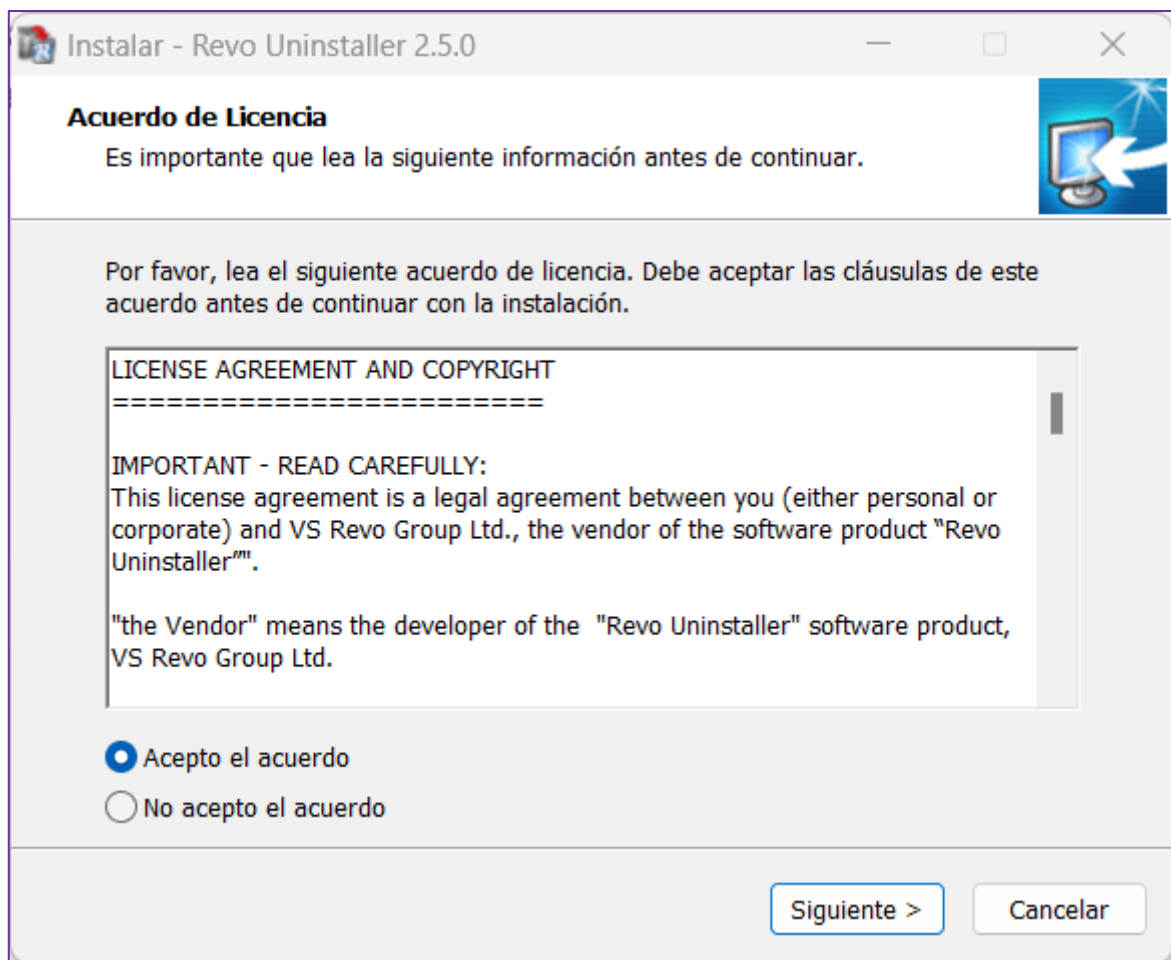 Instalar - Revo Uninstaller 2.5.0
Acuerdo de Licencia
Es importante que lea la siguiente información antes de continuar.
Por favor, lea el siguiente acuerdo de licencia. Debe aceptar las cláusulas de este
acuerdo antes de continuar con la instalación.
LICENSE AGREEMENT AND COPYRIGHT
========================
IMPORTANT - READ CAREFULLY:
This license agreement is a legal agreement between you (either personal or
corporate) and VS Revo Group Ltd., the vendor of the software product “Revo
Uninstaller”".
"the Vendor" means the developer of the  "Revo Uninstaller" software product,
VS Revo Group Ltd.
Acepto el acuerdo
No acepto el acuerdo
Siguiente >
Cancelar